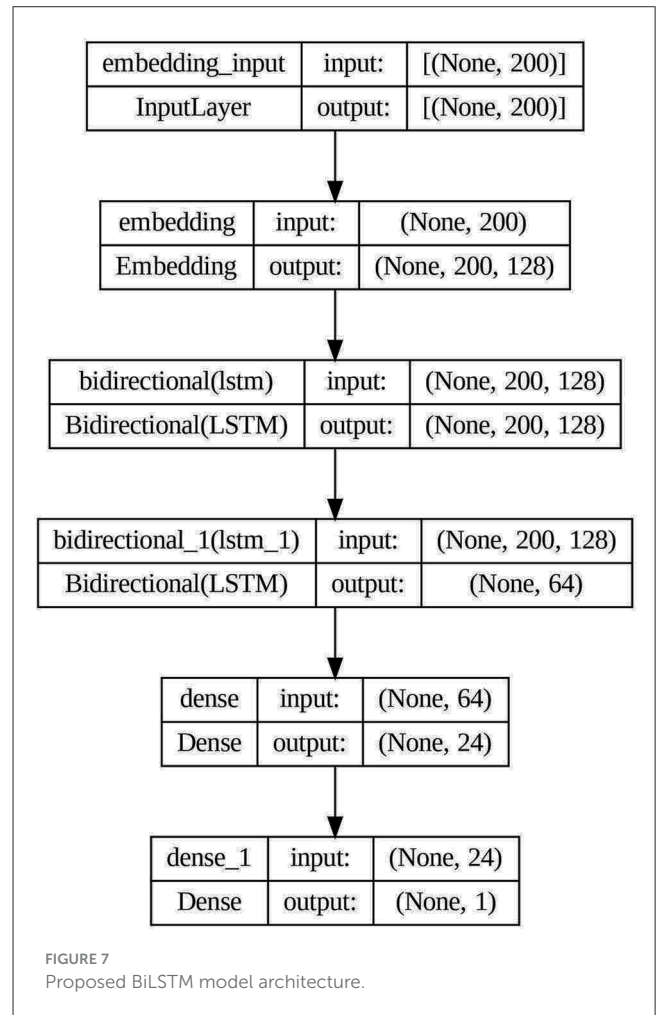 embedding_input input: [(None, 200)]
InputLayer output: [(None, 200)]
embedding input: (None, 200)
Embedding output: (None, 200, 128)
bidirectional(lstm) input: (None, 200, 128)
Bidirectional(LSTM) output: (None, 200, 128)
bidirectional_1(lstm_1) input: (None, 200, 128)
Bidirectional(LSTM) output: (None, 64)
dense input: (None, 64)
Dense output: (None, 24)
dense_1 input: (None, 24)
Dense output: (None, 1)
FIGURE 7
Proposed BiLSTM model architecture.